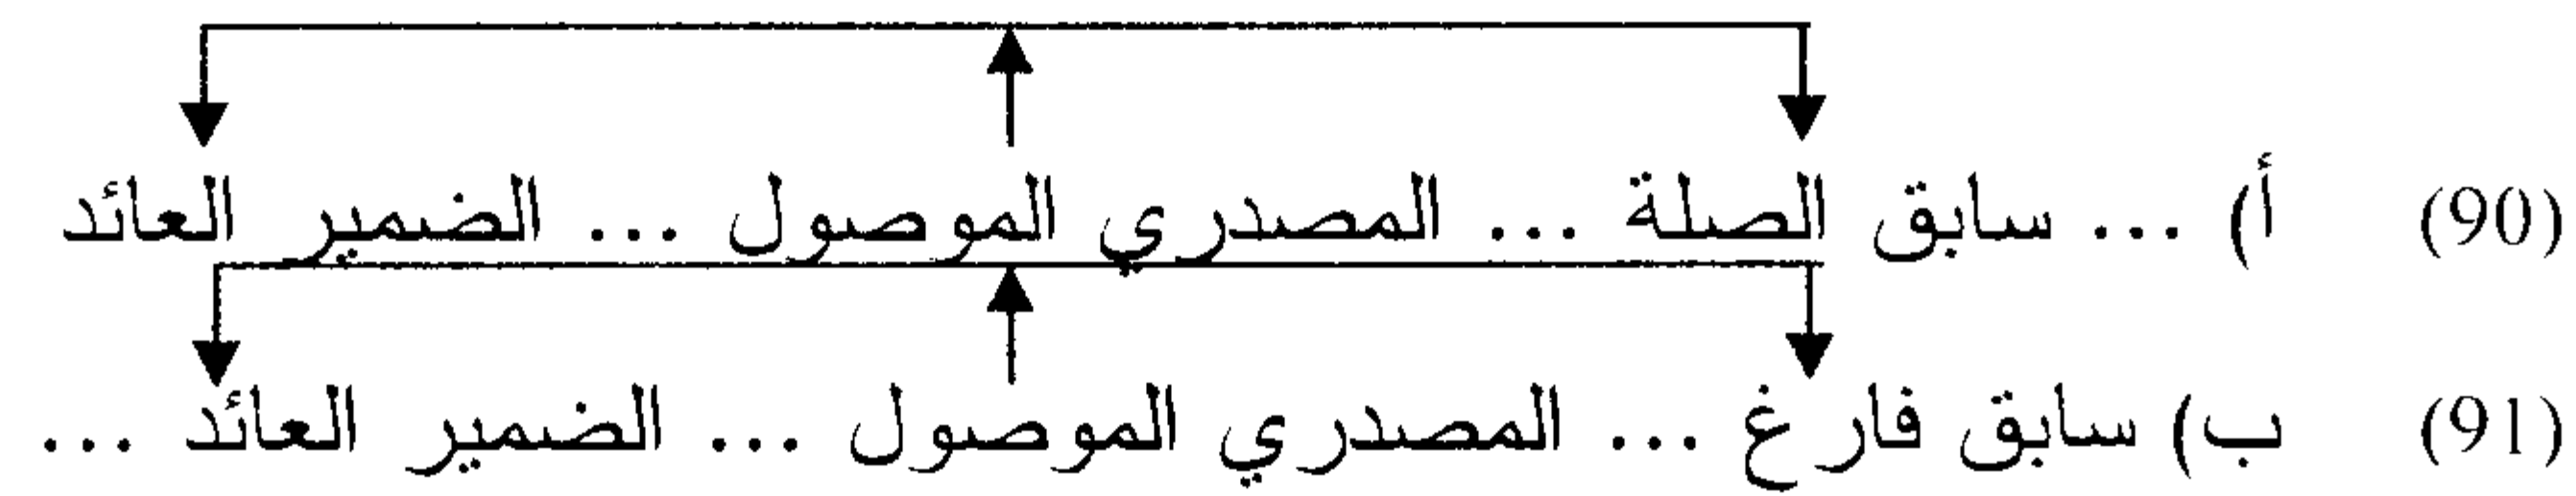 (90) أ) ... سابق الصلة ... المصدري الموصول ... الضمير العائد
(91) ب) سابق فارغ ... المصدري الموصول ... الضمير العائد ...